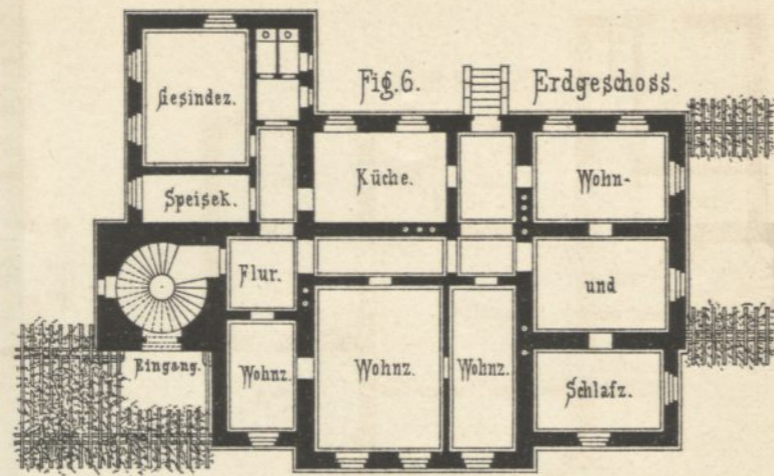 Fig. 6. Erdgeschoss.
Gesindez.
Speisek.
Küche.
Wohn-
Flur.
und
Eingang.
Wohnz.
Wohnz.
Wohnz.
Schlafz.